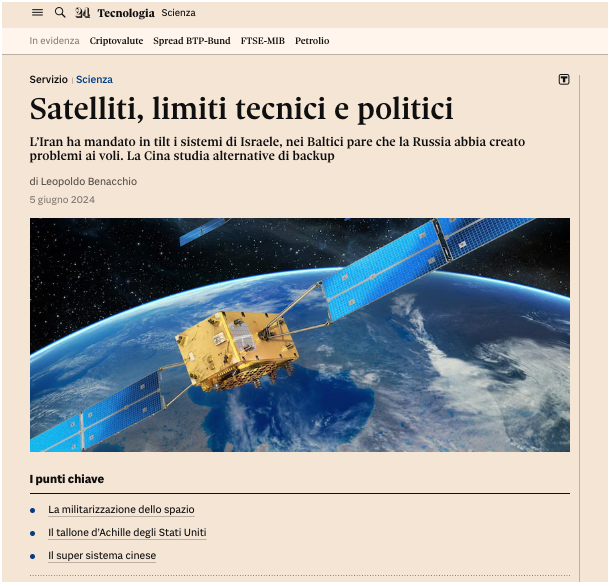 24 Tecnologia Scienza
In evidenza Criptovalute Spread BTP-Bund FTSE-MIB Petrolio
Servizio | Scienza
T
Satelliti, limiti tecnici e politici
L'Iran ha mandato in tilt i sistemi di Israele, nei Baltici pare che la Russia abbia creato
problemi ai voli. La Cina studia alternative di backup
di Leopoldo Benacchio
5 giugno 2024
I punti chiave
La militarizzazione dello spazio
Il tallone d'Achille degli Stati Uniti
Il super sistema cinese